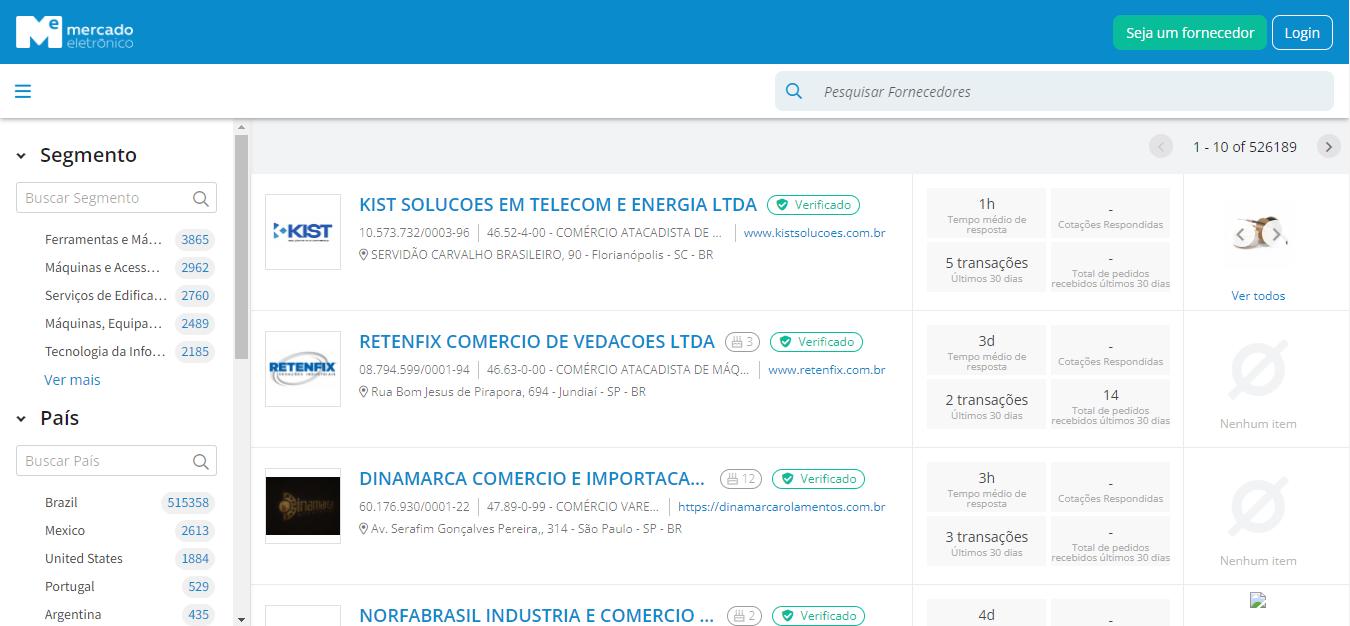 Me mercado eletrônico
Seja um fornecedor
Login
Pesquisar Fornecedores
Segmento
Buscar Segmento
Ferramentas e Má... 3865
Máquinas e Acess... 2962
Serviços de Edifica... 2760
Máquinas, Equipa... 2489
Tecnologia da Info... 2185
Ver mais
País
Buscar País
Brazil 515358
Mexico 2613
United States 1884
Portugal 529
Argentina 435
1 - 10 of 526189
KIST
KIST SOLUCOES EM TELECOM E ENERGIA LTDA Verificado
10.573.732/0003-96 46.52-4-00 - COMÉRCIO ATACADISTA DE ... www.kistsolucoes.com.br
SERVIDÃO CARVALHO BRASILEIRO, 90 - Florianópolis - SC - BR
1h
Tempo médio de
resposta
-
Cotações Respondidas
5 transações
Últimos 30 dias
-
Total de pedidos
recebidos últimos 30 dias
Ver todos
RETENFIX
RETENFIX COMERCIO DE VEDACOES LTDA 3 Verificado
08.794.599/0001-94 46.63-0-00 - COMÉRCIO ATACADISTA DE MÁQ... www.retenfix.com.br
Rua Bom Jesus de Pirapora, 694 - Jundiaí - SP - BR
3d
Tempo médio de
resposta
-
Cotações Respondidas
2 transações
Últimos 30 dias
14
Total de pedidos
recebidos últimos 30 dias
Nenhum item
Dinamarca
DINAMARCA COMERCIO E IMPORTACA... 12 Verificado
60.176.930/0001-22 47.89-0-99 - COMÉRCIO VARE... https://dinamarcarolamentos.com.br
Av. Serafim Gonçalves Pereira,, 314 - São Paulo - SP - BR
3h
Tempo médio de
resposta
-
Cotações Respondidas
3 transações
Últimos 30 dias
-
Total de pedidos
recebidos últimos 30 dias
Nenhum item
NORFABRASIL INDUSTRIA E COMERCIO ... 2 Verificado
4d
-